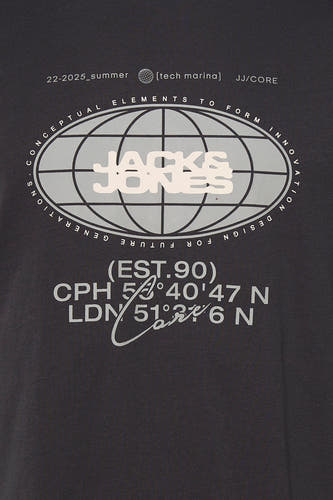 22-2025_summer [tech marina] JJ/CORE
CONCEPTUAL ELEMENTS TO FORM INNOVATION DESIGN FOR FUTURE GENERATIONS
JACK&
JONES
(EST.90)
CPH 55°40'47 N
LDN 51°3 6 N
Core